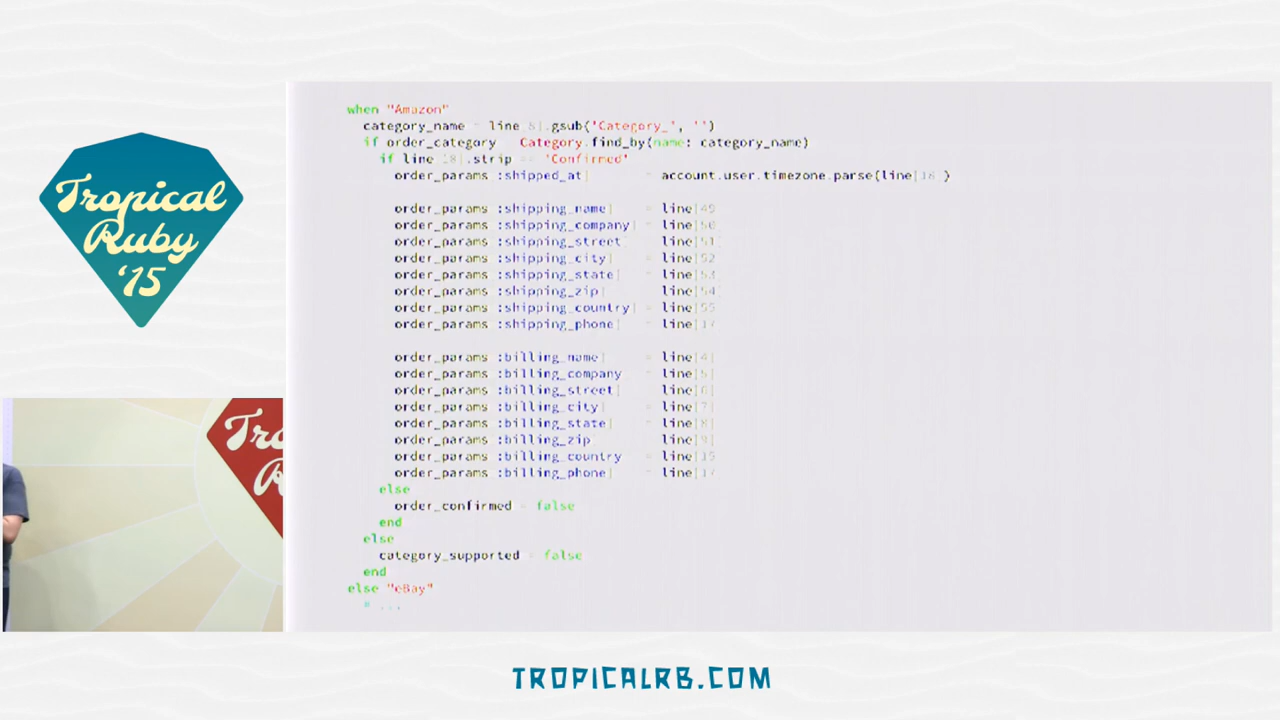 Tropical
Ruby
'15
when "Amazon"
category_name = line[5].gsub('Category_', '')
if order_category = Category.find_by(name: category_name)
if line[18].strip == 'Confirmed'
order_params[:shipped_at] = account.user.timezone.parse(line[16])
order_params[:shipping_name] = line[49]
order_params[:shipping_company] = line[50]
order_params[:shipping_street] = line[51]
order_params[:shipping_city] = line[52]
order_params[:shipping_state] = line[53]
order_params[:shipping_zip] = line[54]
order_params[:shipping_country] = line[55]
order_params[:shipping_phone] = line[17]
order_params[:billing_name] = line[4]
order_params[:billing_company] = line[5]
order_params[:billing_street] = line[6]
order_params[:billing_city] = line[7]
order_params[:billing_state] = line[8]
order_params[:billing_zip] = line[9]
order_params[:billing_country] = line[15]
order_params[:billing_phone] = line[17]
else
order_confirmed = false
end
else
category_supported = false
end
else "eBay"
# ...
TROPICALRB.COM